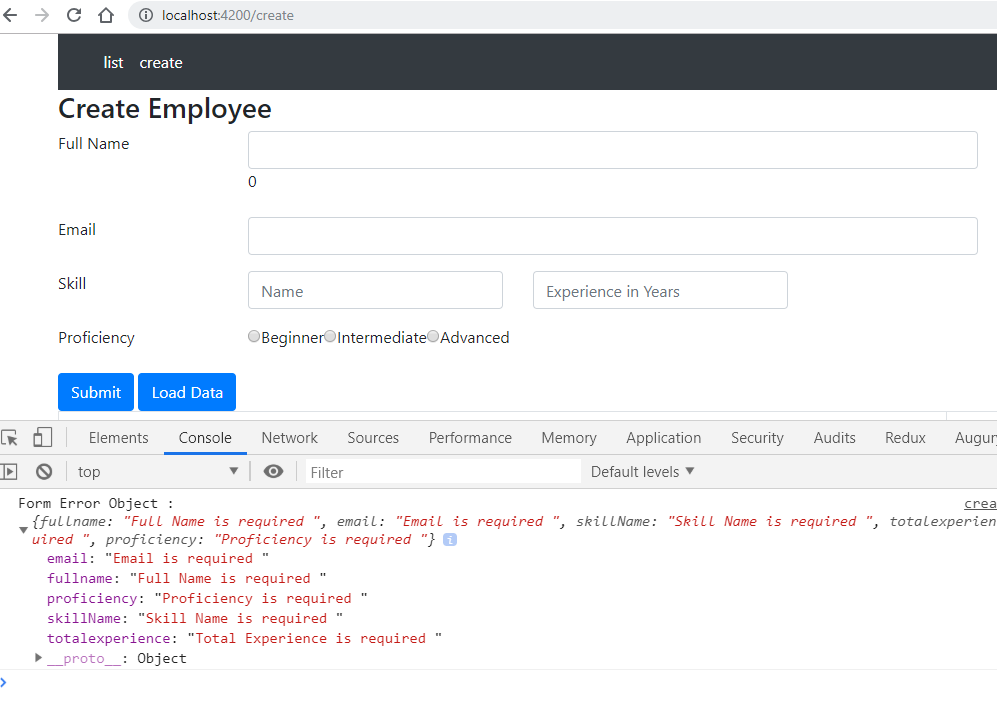 localhost:4200/create
list create
Create Employee
Full Name
0
Email
Skill Name Experience in Years
Proficiency Beginner Intermediate Advanced
Submit Load Data
Elements Console Network Sources Performance Memory Application Security Audits Redux Augury
top Filter Default levels ▼
Form Error Object : crea
{fullname: "Full Name is required ", email: "Email is required ", skillName: "Skill Name is required ", totalexperien
uired ", proficiency: "Proficiency is required "} i
email: "Email is required "
fullname: "Full Name is required "
proficiency: "Proficiency is required "
skillName: "Skill Name is required "
totalexperience: "Total Experience is required "
__proto__: Object